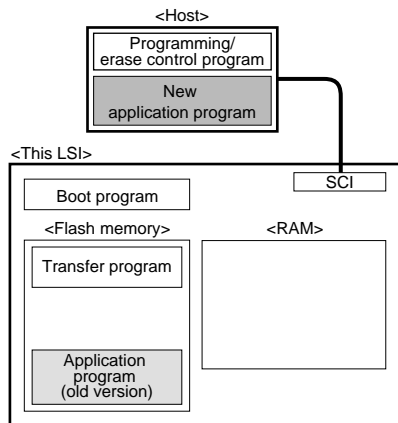 <Host>
Programming/
erase control program
New
application program
<This LSI>
SCI
Boot program
<Flash memory>
<RAM>
Transfer program
Application
program
(old version)